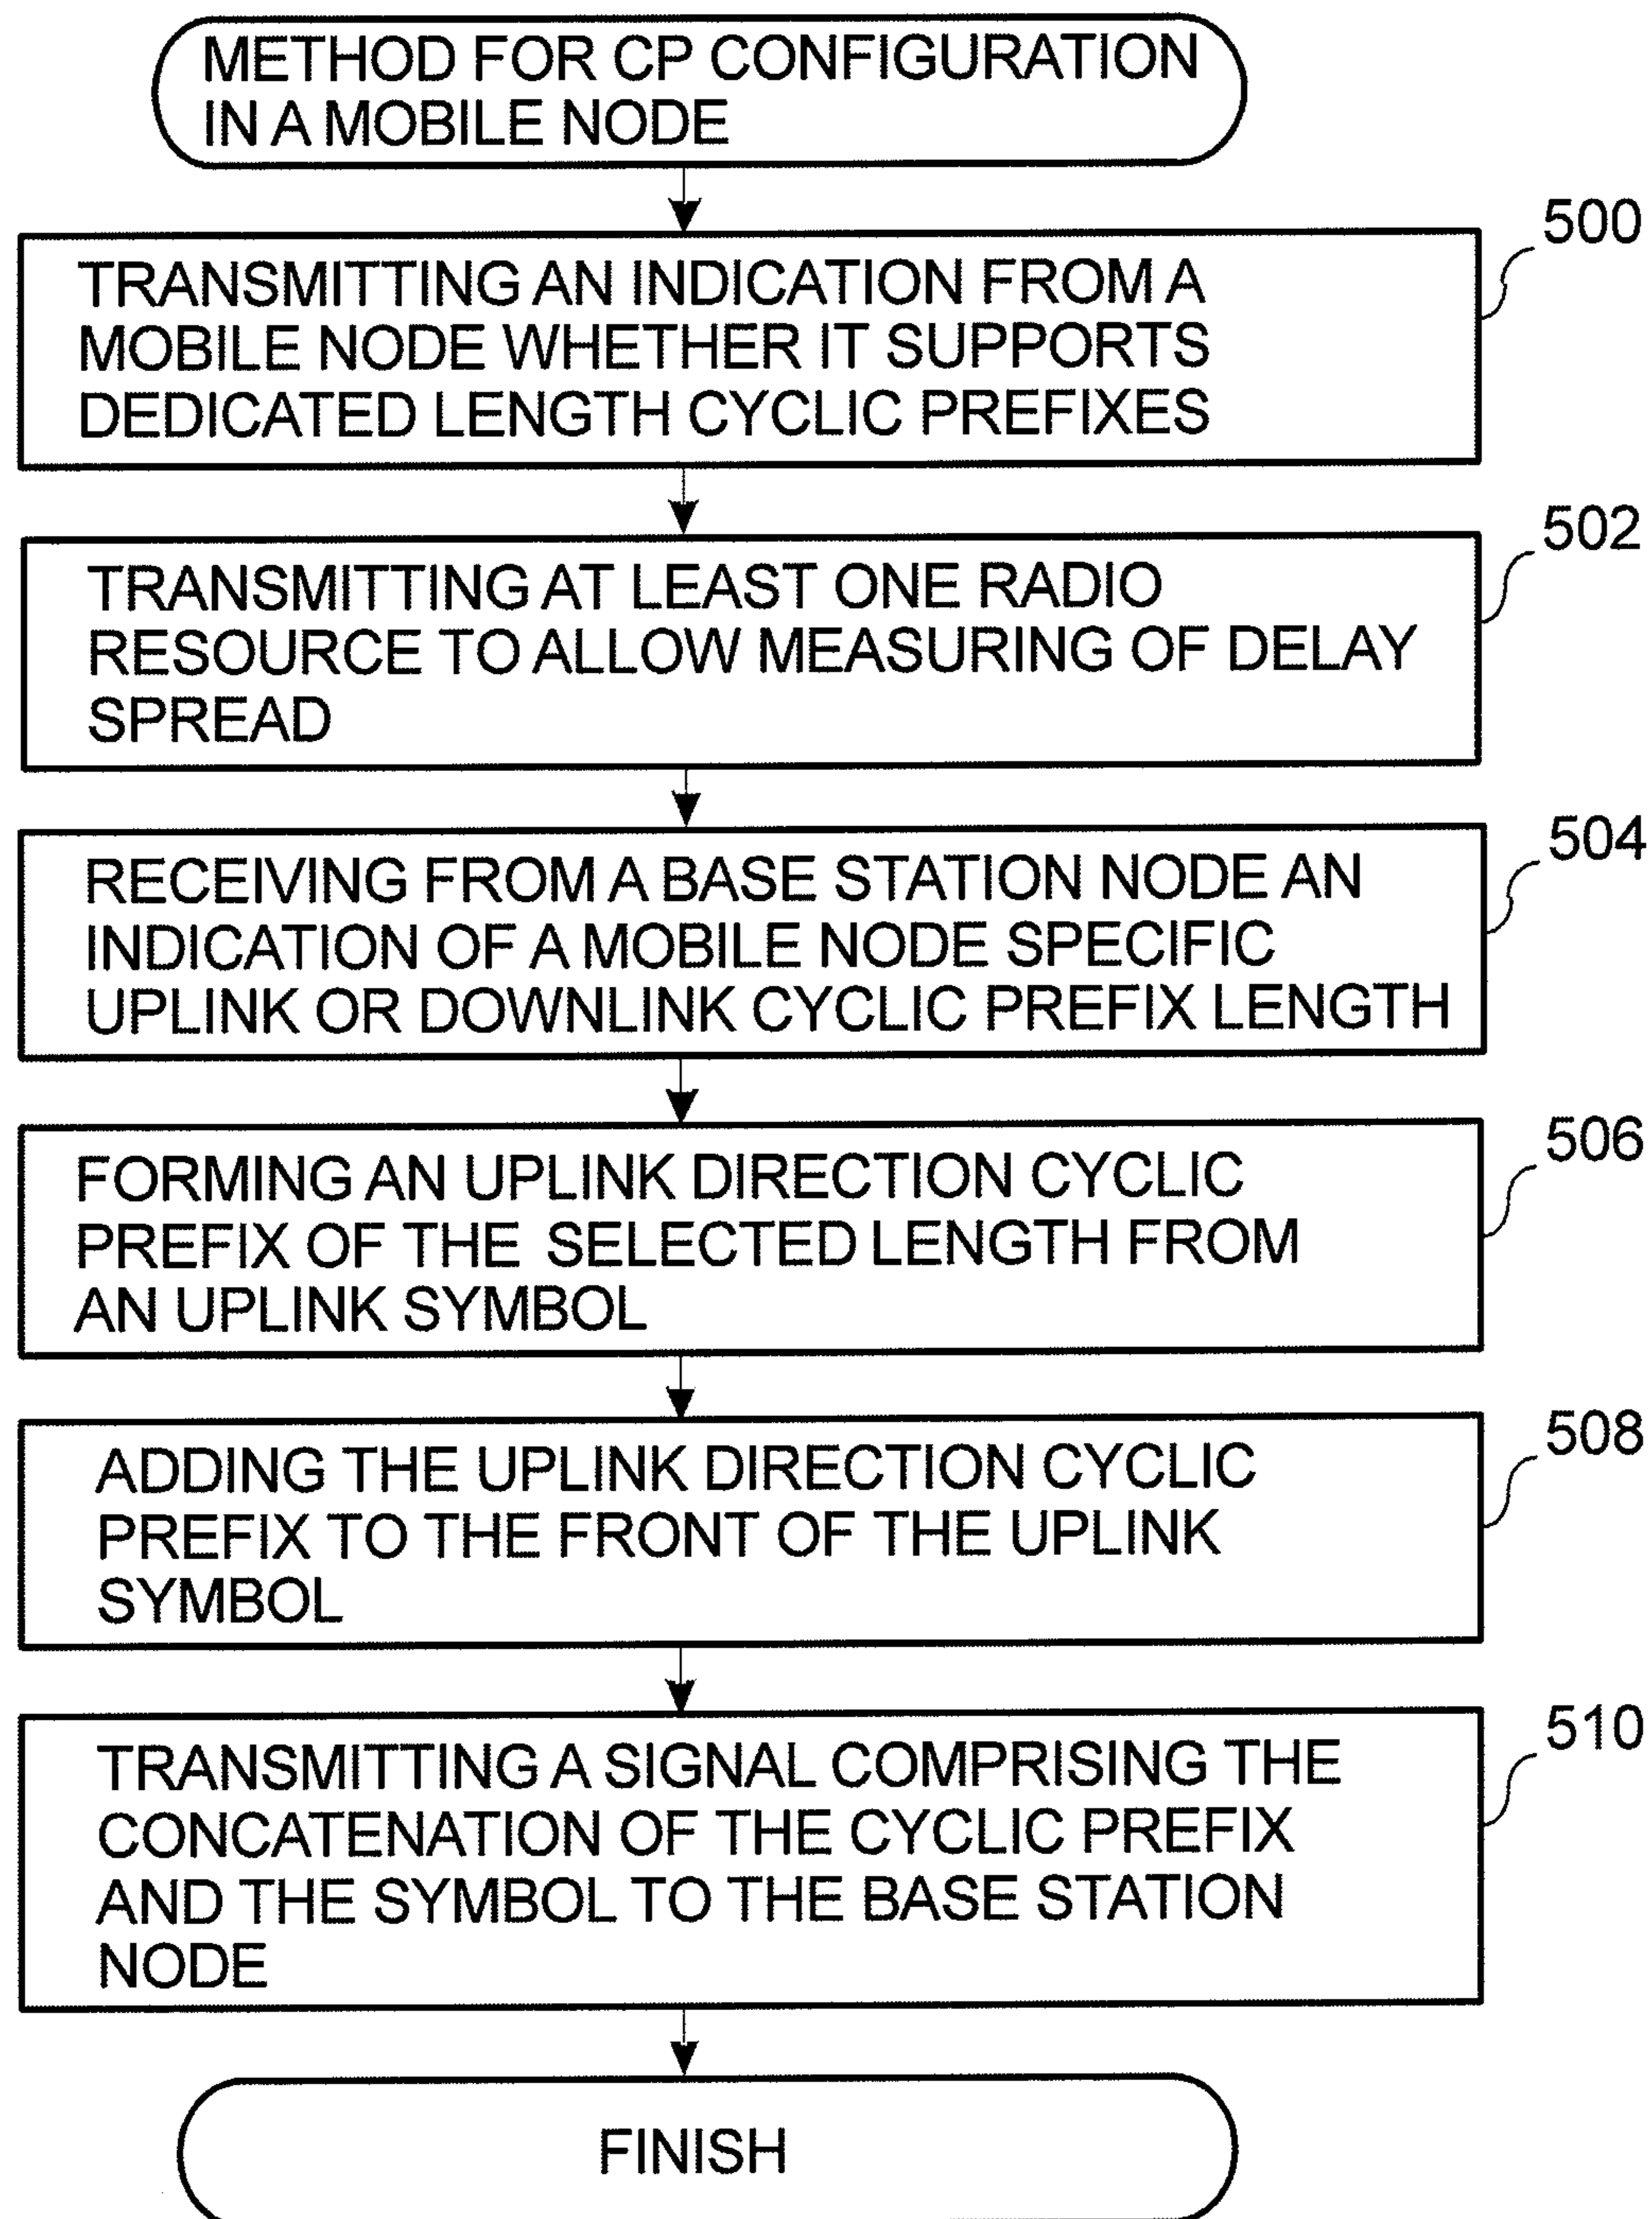 METHOD FOR CP CONFIGURATION
IN A MOBILE NODE
500
TRANSMITTING AN INDICATION FROM A
MOBILE NODE WHETHER IT SUPPORTS
DEDICATED LENGTH CYCLIC PREFIXES
502
TRANSMITTING AT LEAST ONE RADIO
RESOURCE TO ALLOW MEASURING OF DELAY
SPREAD
504
RECEIVING FROM A BASE STATION NODE AN
INDICATION OF A MOBILE NODE SPECIFIC
UPLINK OR DOWNLINK CYCLIC PREFIX LENGTH
506
FORMING AN UPLINK DIRECTION CYCLIC
PREFIX OF THE SELECTED LENGTH FROM
AN UPLINK SYMBOL
508
ADDING THE UPLINK DIRECTION CYCLIC
PREFIX TO THE FRONT OF THE UPLINK
SYMBOL
510
TRANSMITTING A SIGNAL COMPRISING THE
CONCATENATION OF THE CYCLIC PREFIX
AND THE SYMBOL TO THE BASE STATION
NODE
FINISH